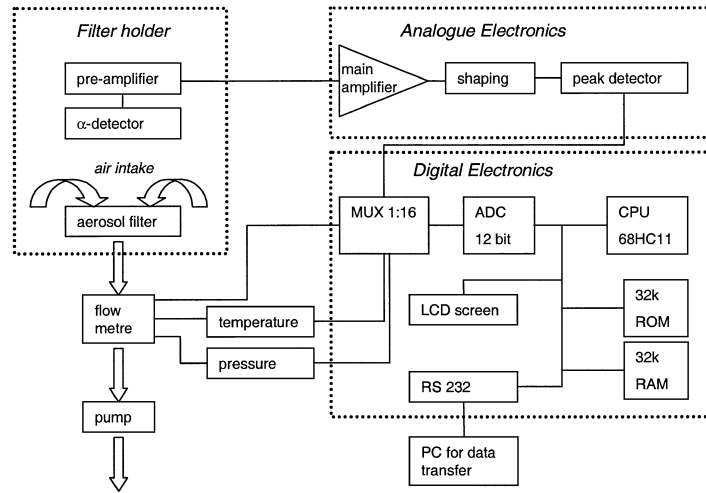 Filter holder
pre-amplifier
α-detector
air intake
aerosol filter
flow
metre
pump
temperature
pressure
Analogue Electronics
main
amplifier
shaping
peak detector
Digital Electronics
MUX 1:16
ADC
12 bit
CPU
68HC11
LCD screen
32k
ROM
32k
RAM
RS 232
PC for data
transfer